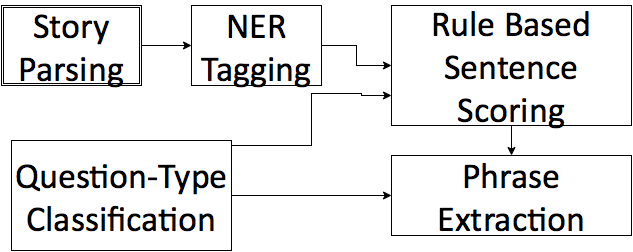 Story
Parsing
NER
Tagging
Rule Based
Sentence
Scoring
Question-Type
Classification
Phrase
Extraction